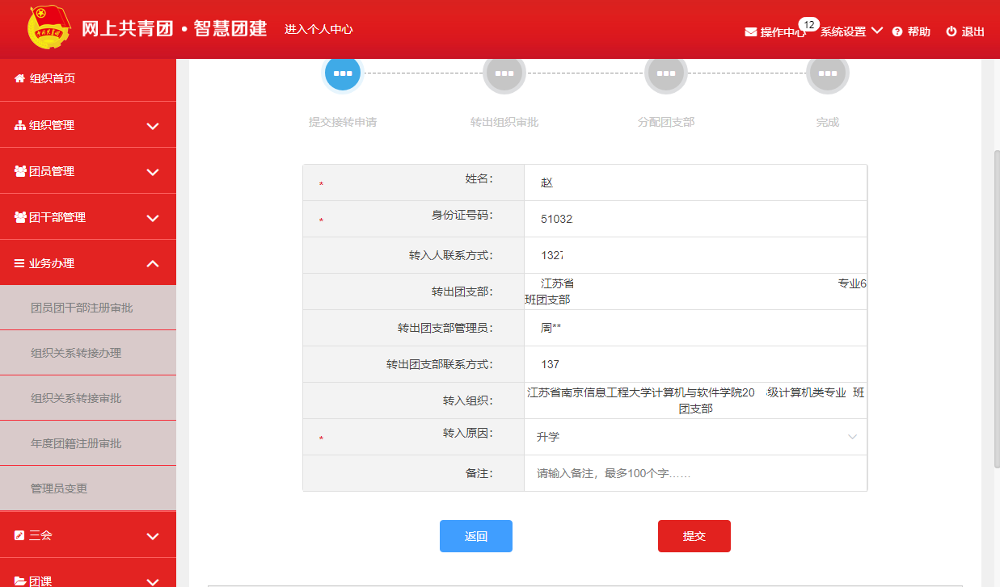 网上共青团·智慧团建 进入个人中心 操作中心 12 系统设置 帮助 退出
组织首页
组织管理
团员管理
团干部管理
业务办理
团员团干部注册审批
组织关系转接办理
组织关系转接审批
年度团籍注册审批
管理员变更
三会
团课
提交接转申请 转出组织审批 分配团支部 完成
* 姓名： 赵
* 身份证号码： 51032
转入人联系方式： 1327
转出团支部： 江苏省 专业6
班团支部
转出团支部管理员： 周**
转出团支部联系方式： 137
转入组织： 江苏省南京信息工程大学计算机与软件学院20 级计算机类专业 班
团支部
* 转入原因： 升学
备注： 请输入备注，最多100个字……
返回 提交